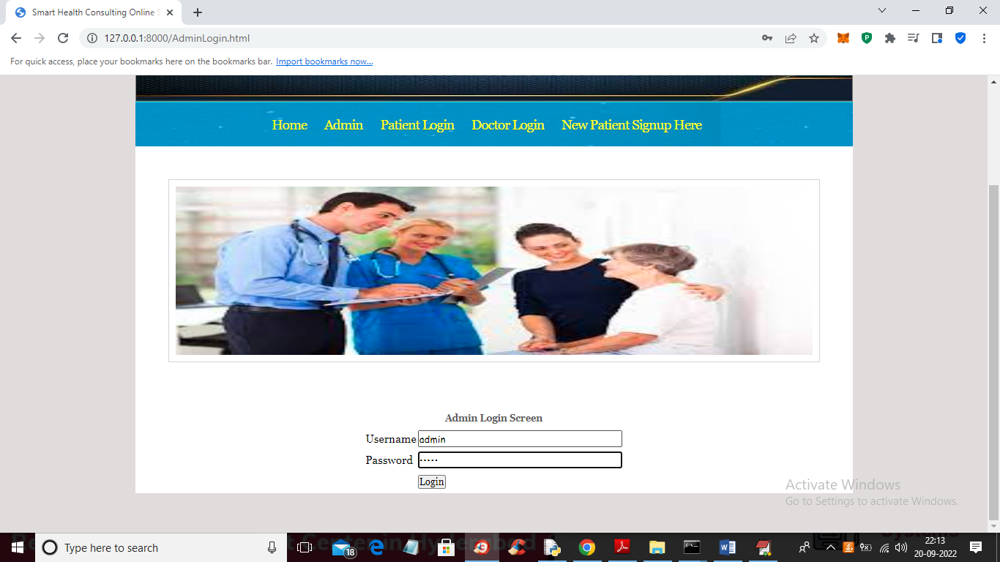 Smart Health Consulting Online S
127.0.0.1:8000/AdminLogin.html
For quick access, place your bookmarks here on the bookmarks bar. Import bookmarks now...
Home Admin Patient Login Doctor Login New Patient Signup Here
Admin Login Screen
Username admin
Password •••••
Login
Activate Windows
Go to Settings to activate Windows.
Type here to search
18
22:13
20-09-2022